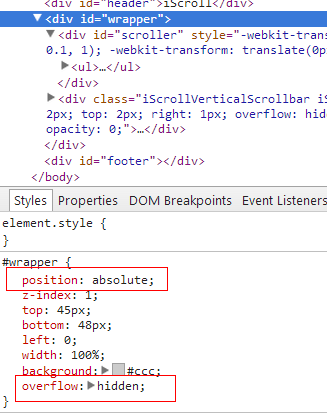 <div id="header">iScroll</div>
▼<div id="wrapper">
▼<div id="scroller" style="-webkit-trans
0.1, 1); -webkit-transform: translate(0p
▶<ul>…</ul>
</div>
▶<div class="iScrollVerticalScrollbar iS
2px; top: 2px; right: 1px; overflow: hid
opacity: 0;">…</div>
</div>
<div id="footer"></div>
</body>
Styles Properties DOM Breakpoints Event Listeners
element.style {
}
#wrapper {
position: absolute;
z-index: 1;
top: 45px;
bottom: 48px;
left: 0;
width: 100%;
background:▶#ccc;
overflow:▶hidden;
}